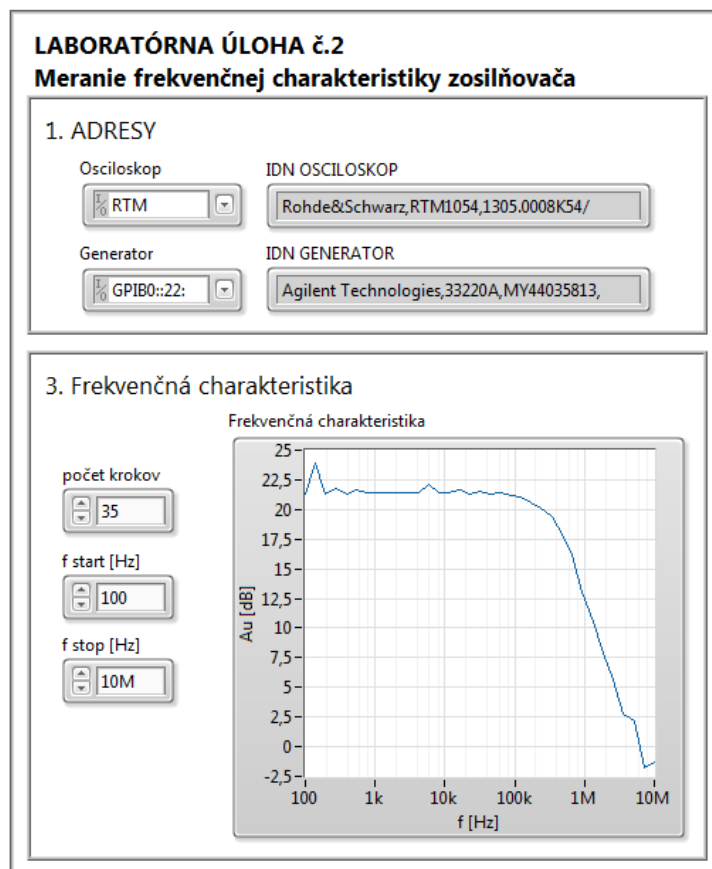 LABORATÓRNA ÚLOHA č.2
Meranie frekvenčnej charakteristiky zosilňovača
1. ADRESY
Osciloskop
IDN OSCILOSKOP
RTM
Rohde&Schwarz,RTM1054,1305.0008K54/
Generator
IDN GENERATOR
GPIB0::22:
Agilent Technologies,33220A,MY44035813,
3. Frekvenčná charakteristika
Frekvenčná charakteristika
počet krokov
35
f start [Hz]
100
f stop [Hz]
10M
Au [dB]
25
22,5
20
17,5
15
12,5
10
7,5
5
2,5
0
-2,5
100 1k 10k 100k 1M 10M
f [Hz]